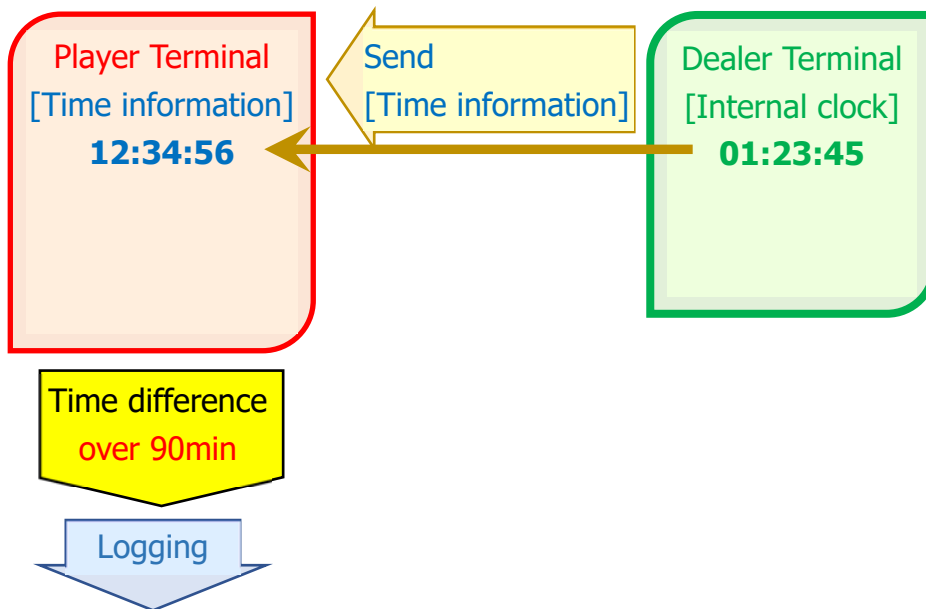 Player Terminal
[Time information]
12:34:56
Send
[Time information]
Dealer Terminal
[Internal clock]
01:23:45
Time difference
over 90min
Logging